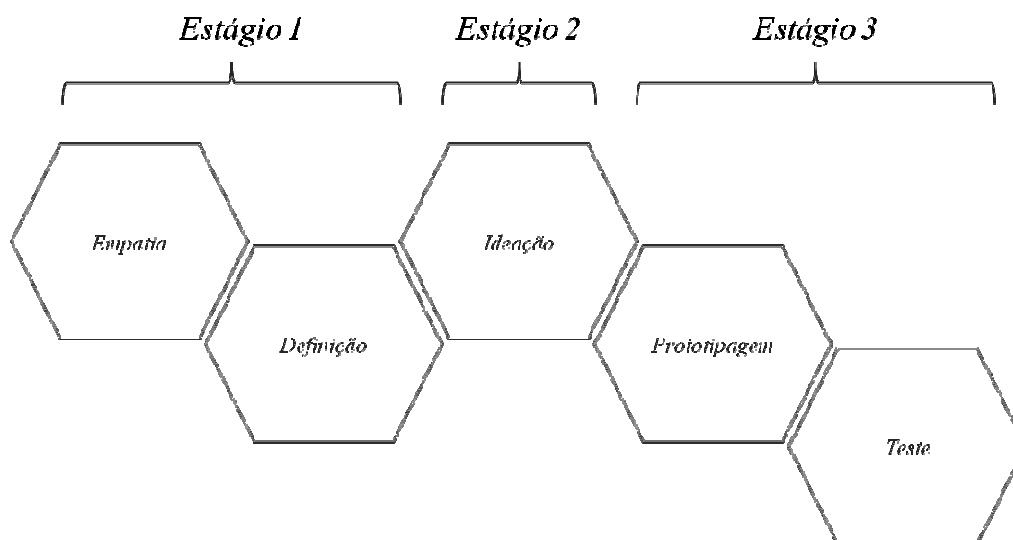 Estágio 1
Estágio 2
Estágio 3
Empatia
Ideação
Definição
Prototipagem
Teste